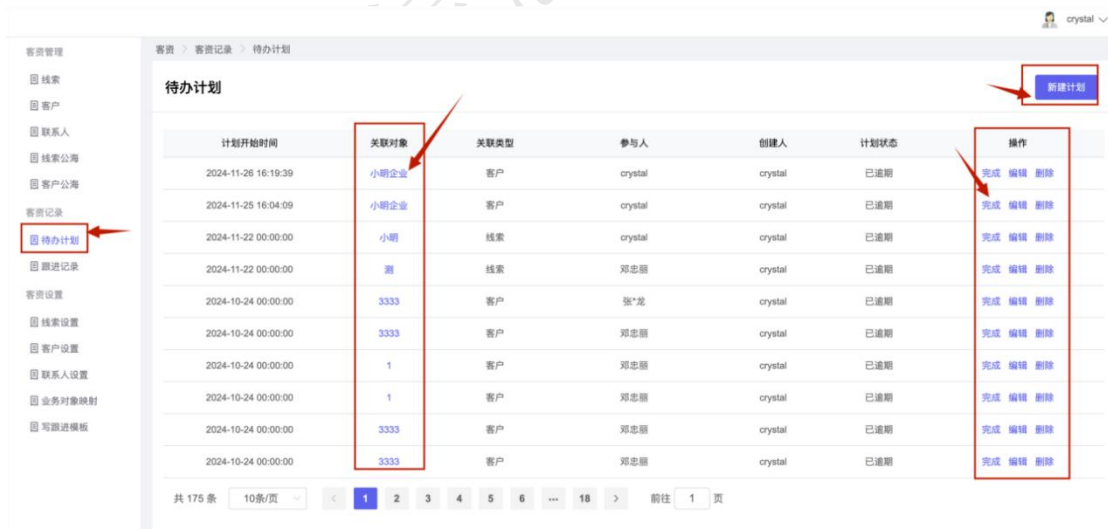 crystal
客资管理
线索
客户
联系人
线索公海
客户公海
客资记录
待办计划
跟进记录
客资设置
线索设置
客户设置
联系人设置
业务对象映射
写跟进模板
客资 > 客资记录 > 待办计划
待办计划 新建计划
计划开始时间 关联对象 关联类型 参与人 创建人 计划状态 操作
2024-11-26 16:19:39 小明企业 客户 crystal crystal 已逾期 完成 编辑 删除
2024-11-25 16:04:09 小明企业 客户 crystal crystal 已逾期 完成 编辑 删除
2024-11-22 00:00:00 小明 线索 crystal crystal 已逾期 完成 编辑 删除
2024-11-22 00:00:00 测 线索 邓忠丽 crystal 已逾期 完成 编辑 删除
2024-10-24 00:00:00 3333 客户 张*龙 crystal 已逾期 完成 编辑 删除
2024-10-24 00:00:00 3333 客户 邓忠丽 crystal 已逾期 完成 编辑 删除
2024-10-24 00:00:00 1 客户 邓忠丽 crystal 已逾期 完成 编辑 删除
2024-10-24 00:00:00 1 客户 邓忠丽 crystal 已逾期 完成 编辑 删除
2024-10-24 00:00:00 3333 客户 邓忠丽 crystal 已逾期 完成 编辑 删除
2024-10-24 00:00:00 3333 客户 邓忠丽 crystal 已逾期 完成 编辑 删除
共 175 条 10条/页 < 1 2 3 4 5 6 ... 18 > 前往 1 页